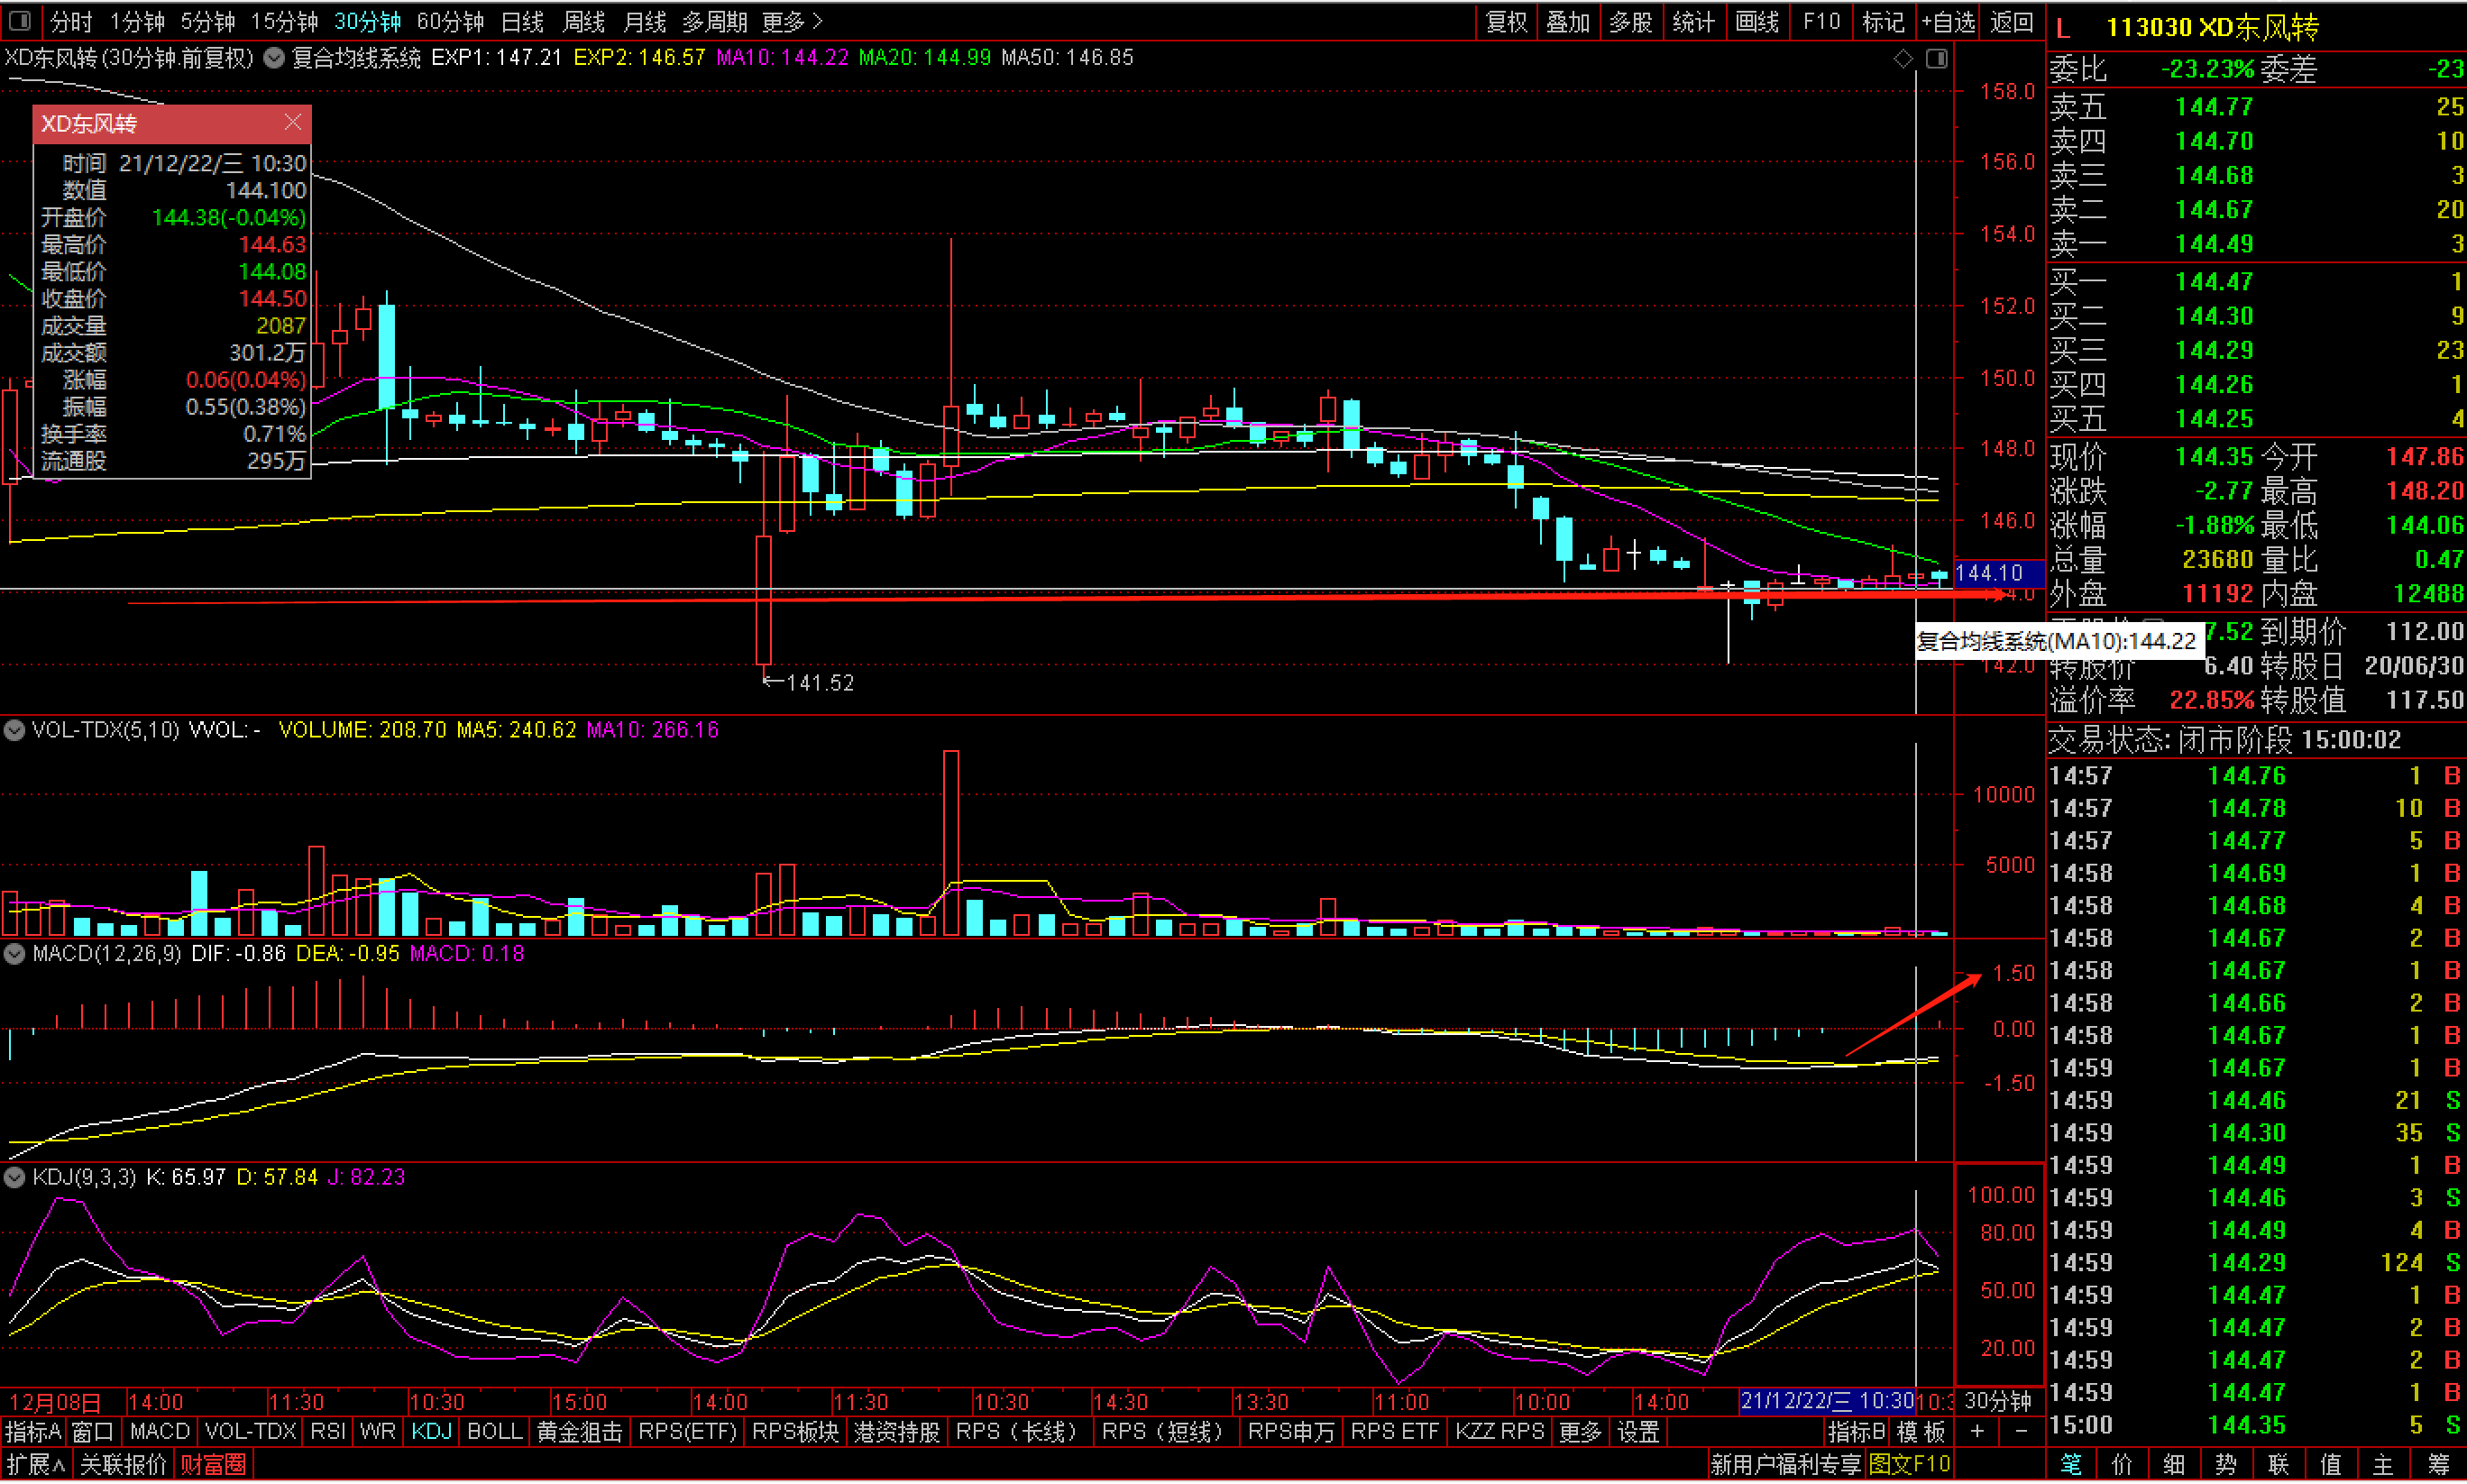 分时 1分钟 5分钟 15分钟 30分钟 60分钟 日线 周线 月线 多周期 更多 >
复权 叠加 多股 统计 画线 F10 标记 +自选 返回
L 113030 XD东风转
XD东风转(30分钟.前复权) 复合均线系统 EXP1: 147.21 EXP2: 146.57 MA10: 144.22 MA20: 144.99 MA50: 146.85
XD东风转
时间 21/12/22/三 10:30
数值 144.100
开盘价 144.38(-0.04%)
最高价 144.63
最低价 144.08
收盘价 144.50
成交量 2087
成交额 301.2万
涨幅 0.06(0.04%)
振幅 0.55(0.38%)
换手率 0.71%
流通股 295万
158.0
156.0
154.0
152.0
150.0
148.0
146.0
144.10
142.0
←141.52
复合均线系统(MA10):144.22
委比 -23.23% 委差 -23
卖五 144.77 25
卖四 144.70 10
卖三 144.68 3
卖二 144.67 20
卖一 144.49 3
买一 144.47 1
买二 144.30 9
买三 144.29 23
买四 144.26 1
买五 144.25 4
现价 144.35 今开 147.86
涨跌 -2.77 最高 148.20
涨幅 -1.88% 最低 144.06
总量 23680 量比 0.47
外盘 11192 内盘 12488
7.52 到期价 112.00
转股价 6.40 转股日 20/06/30
溢价率 22.85% 转股值 117.50
交易状态: 闭市阶段 15:00:02
14:57 144.76 1 B
14:57 144.78 10 B
14:57 144.77 5 B
14:58 144.69 1 B
14:58 144.68 4 B
14:58 144.67 2 B
14:58 144.67 1 B
14:58 144.66 2 B
14:58 144.67 1 B
14:59 144.67 1 B
14:59 144.46 21 S
14:59 144.30 35 S
14:59 144.49 1 B
14:59 144.46 3 S
14:59 144.49 4 B
14:59 144.29 124 S
14:59 144.47 1 B
14:59 144.47 2 B
14:59 144.47 2 B
14:59 144.47 1 B
15:00 144.35 5 S
VOL-TDX(5,10) VVOL: - VOLUME: 208.70 MA5: 240.62 MA10: 266.16
10000
5000
MACD(12,26,9) DIF: -0.86 DEA: -0.95 MACD: 0.18
1.50
0.00
-1.50
KDJ(9,3,3) K: 65.97 D: 57.84 J: 82.23
100.00
80.00
50.00
20.00
12月08日 14:00 11:30 10:30 15:00 14:00 11:30 10:30 14:30 13:30 11:00 10:00 14:00 21/12/22/三 10:30 30分钟
指标A 窗口 MACD VOL-TDX RSI WR KDJ BOLL 黄金狙击 RPS(ETF) RPS板块 港资持股 RPS（长线） RPS（短线） RPS申万 RPS ETF KZZ RPS 更多 设置 指标B 模 板 + −
扩展∧ 关联报价 财富圈 新用户福利专享 图文F10 笔 价 细 势 联 值 主 筹